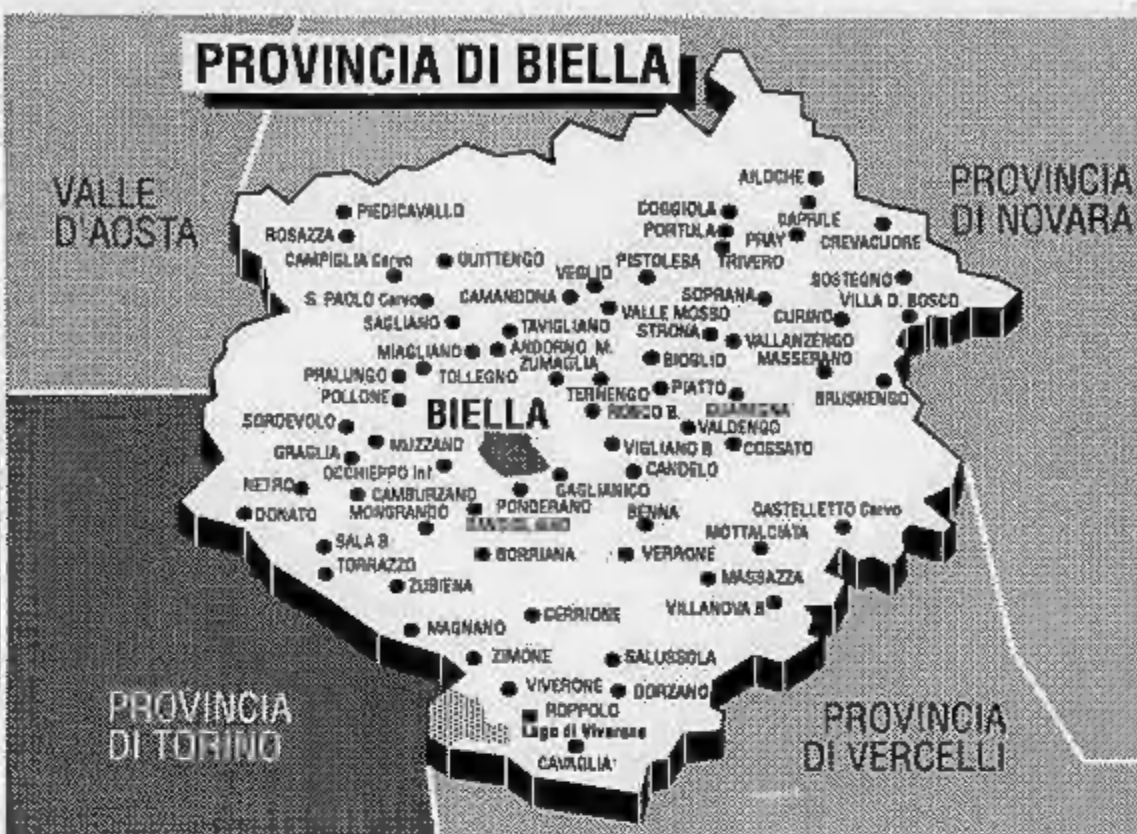 PROVINCIA DI BIELLA
VALLE
D'AOSTA
PROVINCIA
DI NOVARA
AILOCHE
PIEDICAVALLO
COGGIOLA
CAPRILE
ROSAZZA
PORTULA
PRAY
CREVACUORE
CAMPIGLIA Cervo
QUITTENGO
PISTOLESA
TRIVERO
VEGLIO
SOSTEGNO
S. PAOLO Cervo
CAMANDONA
SOPRANA
VILLA D. BOSCO
VALLE MOSSO
SAGLIANO
TAVIGLIANO
STRONA
CURINO
VALLANZENGO
MIAGLIANO
ANDORNO M.
BIOGLIO
MASSERANO
ZUMAGLIA
PRALUNGO
TOLLEGNO
TERNENGO
PIATTO
BRUSNENGO
POLLONE
BIELLA
RONCO B.
QUAREGNA
SORDEVOLO
VALDENGO
MUZZANO
VIGLIANO B.
COSSATO
GRAGLIA
OCCHIEPPO Inf.
CANDELO
NETRO
CAMBURZANO
PONDERANO
GAGLIANICO
DONATO
MONGRANDO
SANDIGLIANO
BENNA
CASTELLETTO Cervo
MOTTALCIATA
SALA B.
BORRIANA
VERRONE
TORRAZZO
ZUBIENA
MASSAZZA
VILLANOVA B
CERRIONE
MAGNANO
ZIMONE
SALUSSOLA
VIVERONE
DORZANO
ROPPOLO
Lago di Viverone
CAVAGLIA'
PROVINCIA
DI TORINO
PROVINCIA
DI VERCELLI